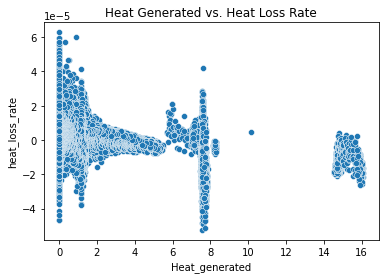 Heat Generated vs. Heat Loss Rate
1e−5
6
4
2
0
−2
−4
heat_loss_rate
0 2 4 6 8 10 12 14 16
Heat_generated